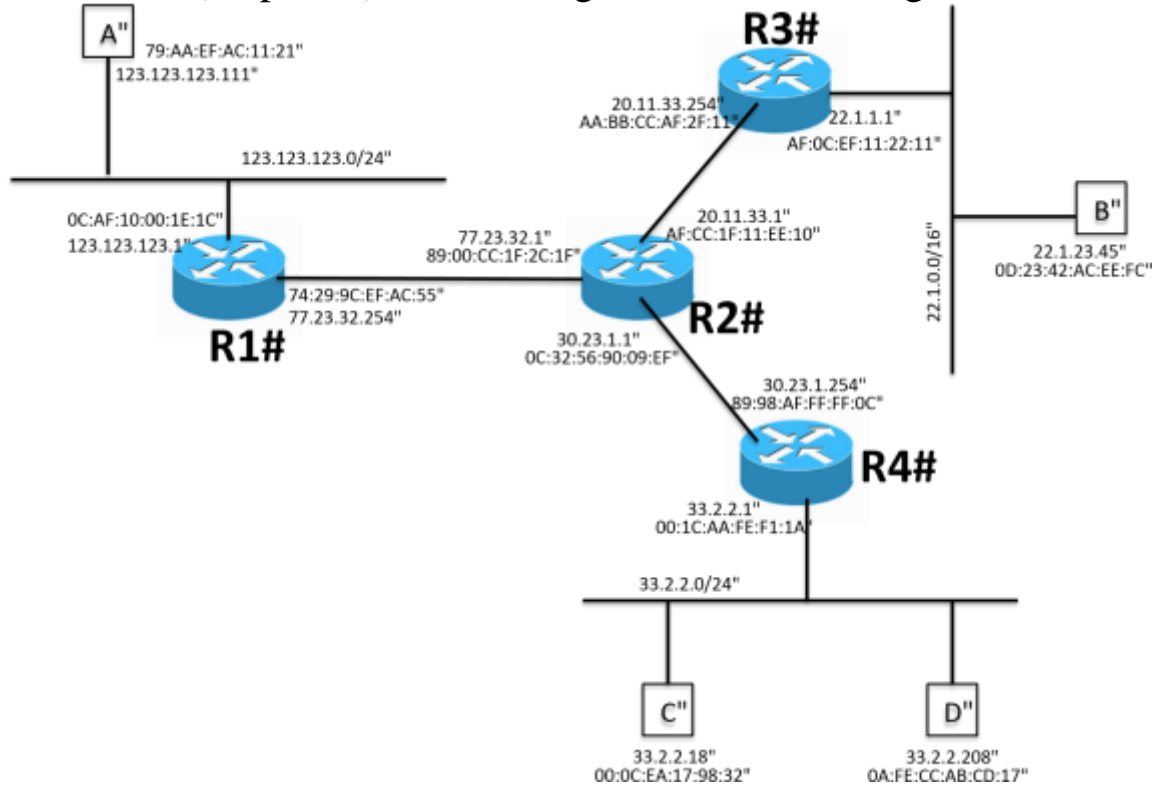 A"
79:AA:EF:AC:11:21"
123.123.123.111"
123.123.123.0/24"
0C:AF:10:00:1E:1C"
123.123.123.1"
R1#
74:29:9C:EF:AC:55"
77.23.32.254"
77.23.32.1"
89:00:CC:1F:2C:1F"
R2#
20.11.33.1"
AF:CC:1F:11:EE:10"
30.23.1.1"
0C:32:56:90:09:EF"
R3#
20.11.33.254"
AA:BB:CC:AF:2F:11"
22.1.1.1"
AF:0C:EF:11:22:11"
22.1.0.0/16"
B"
22.1.23.45"
0D:23:42:AC:EE:FC"
30.23.1.254"
89:98:AF:FF:FF:0C"
R4#
33.2.2.1"
00:1C:AA:FE:F1:1A"
33.2.2.0/24"
C"
33.2.2.18"
00:0C:EA:17:98:32"
D"
33.2.2.208"
0A:FE:CC:AB:CD:17"